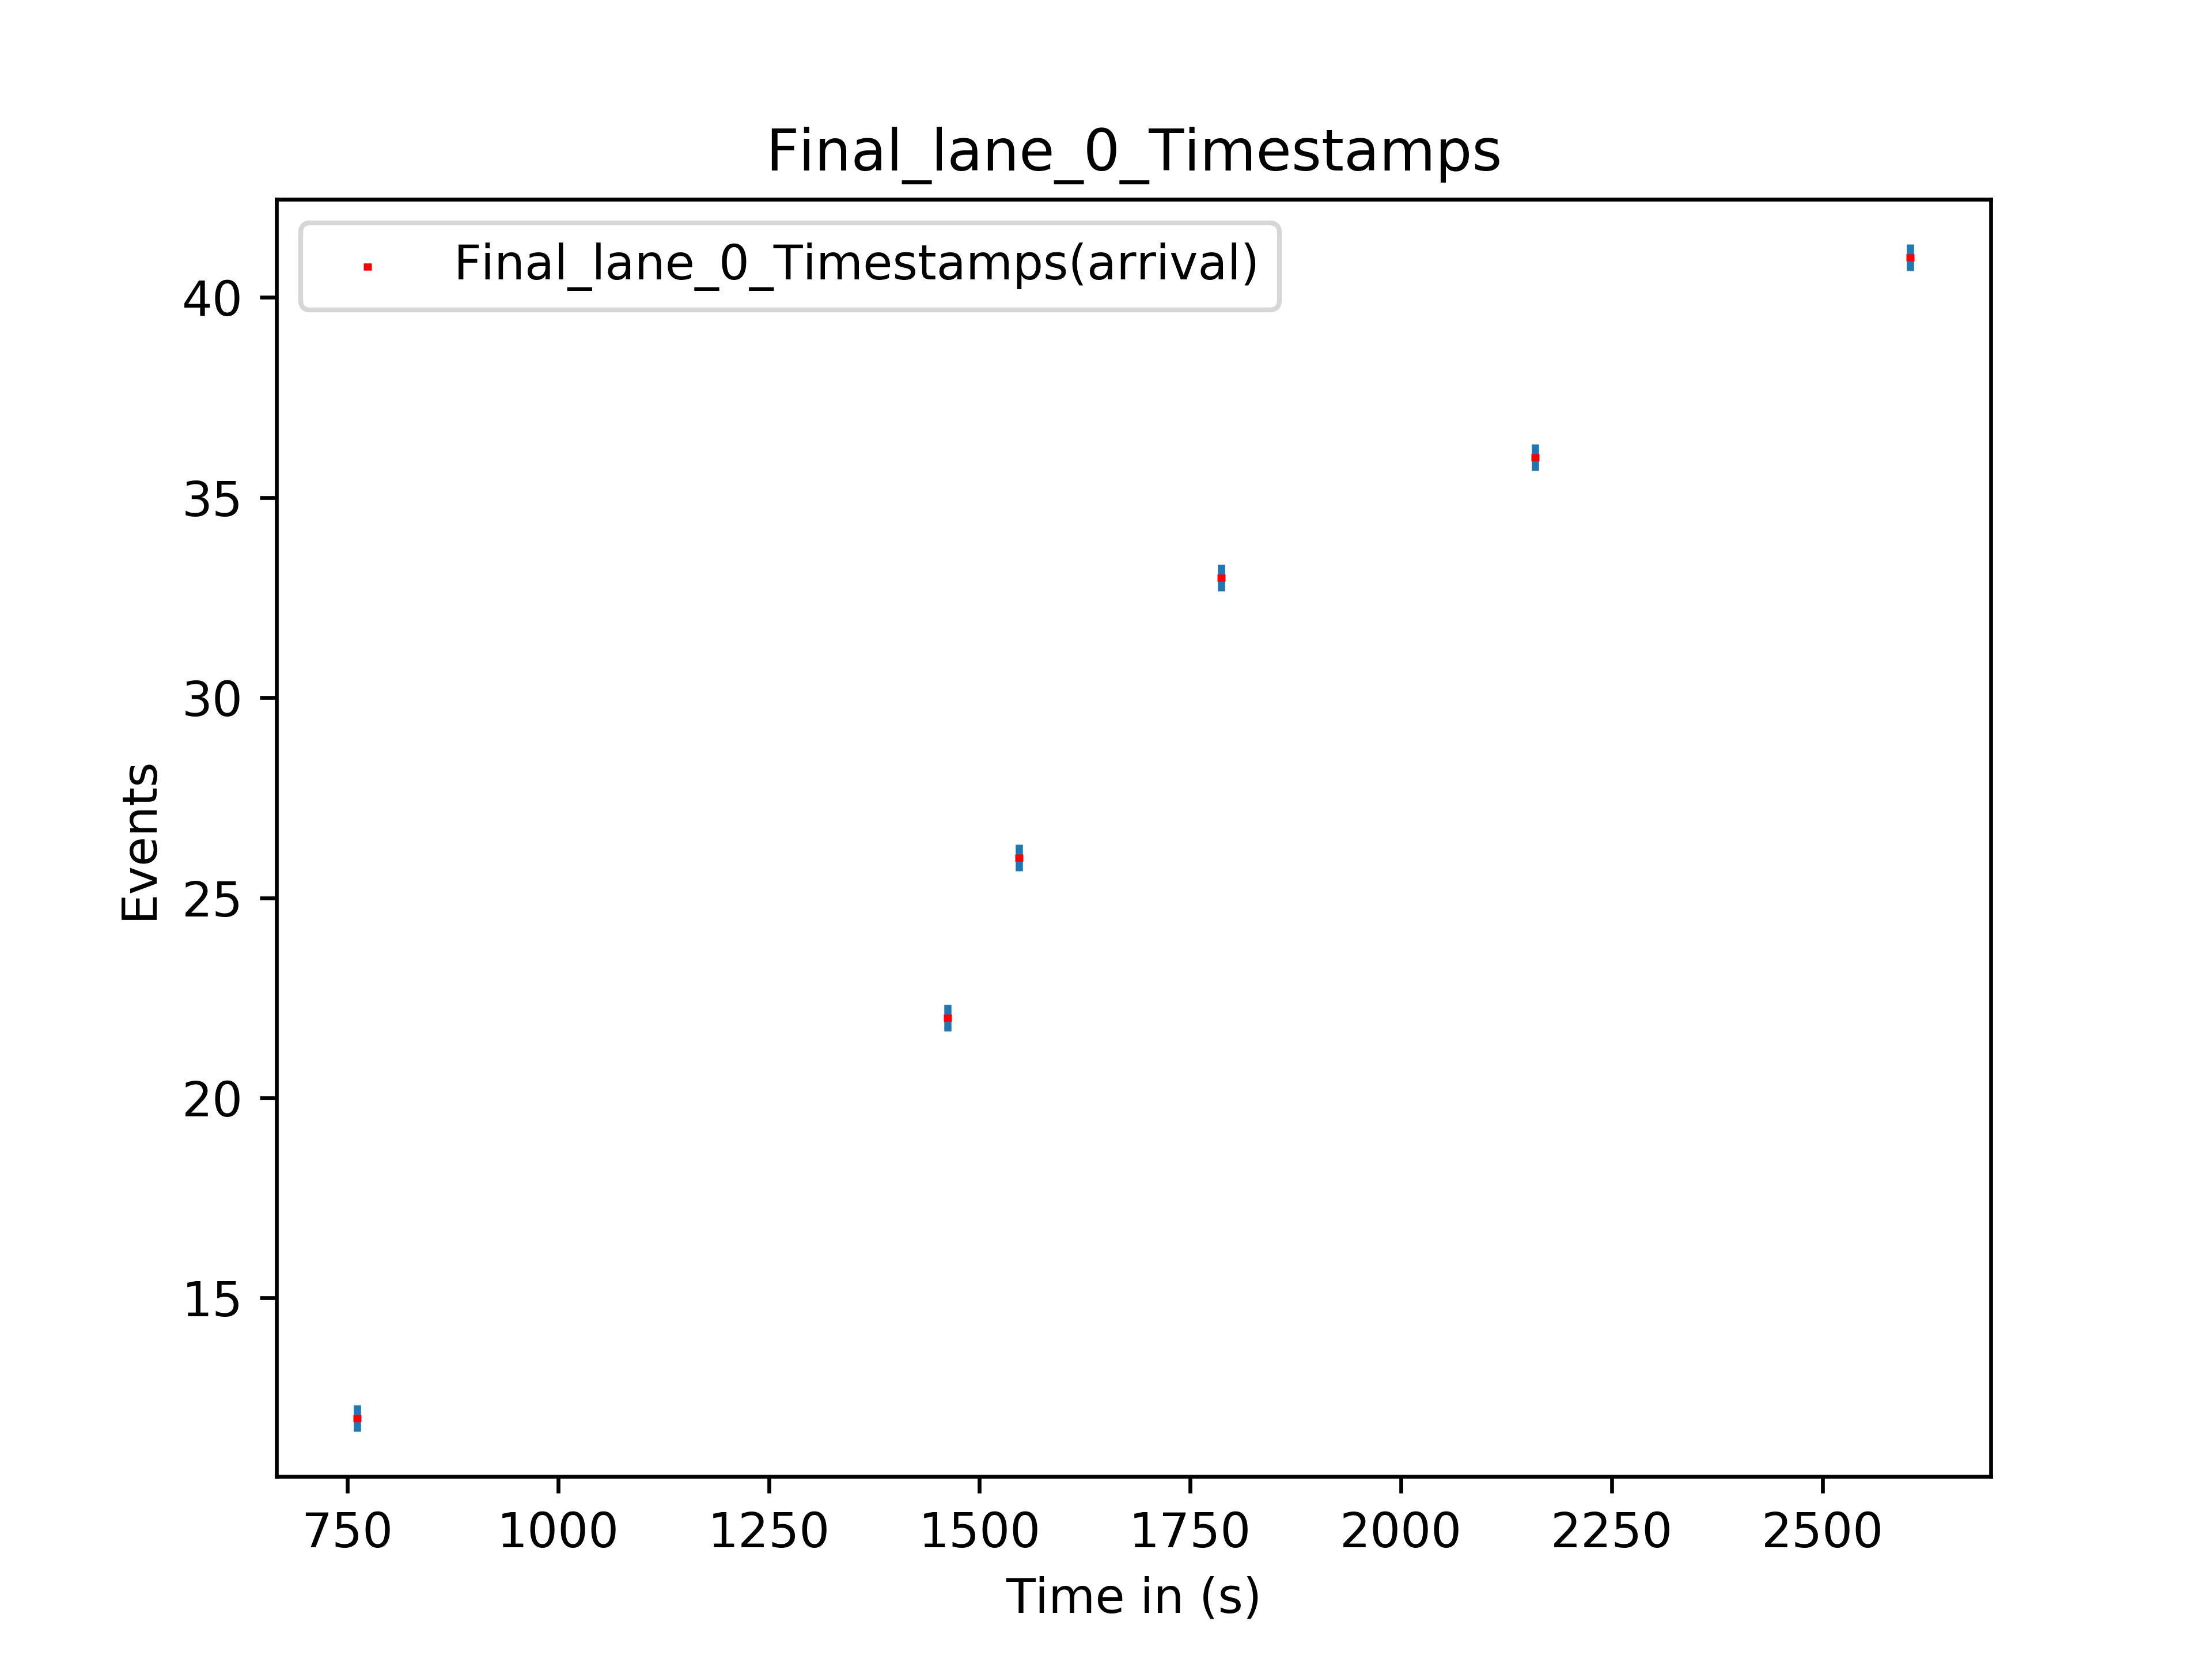 Final_lane_0_Timestamps
Final_lane_0_Timestamps(arrival)
40
35
30
25
20
15
Events
750 1000 1250 1500 1750 2000 2250 2500
Time in (s)